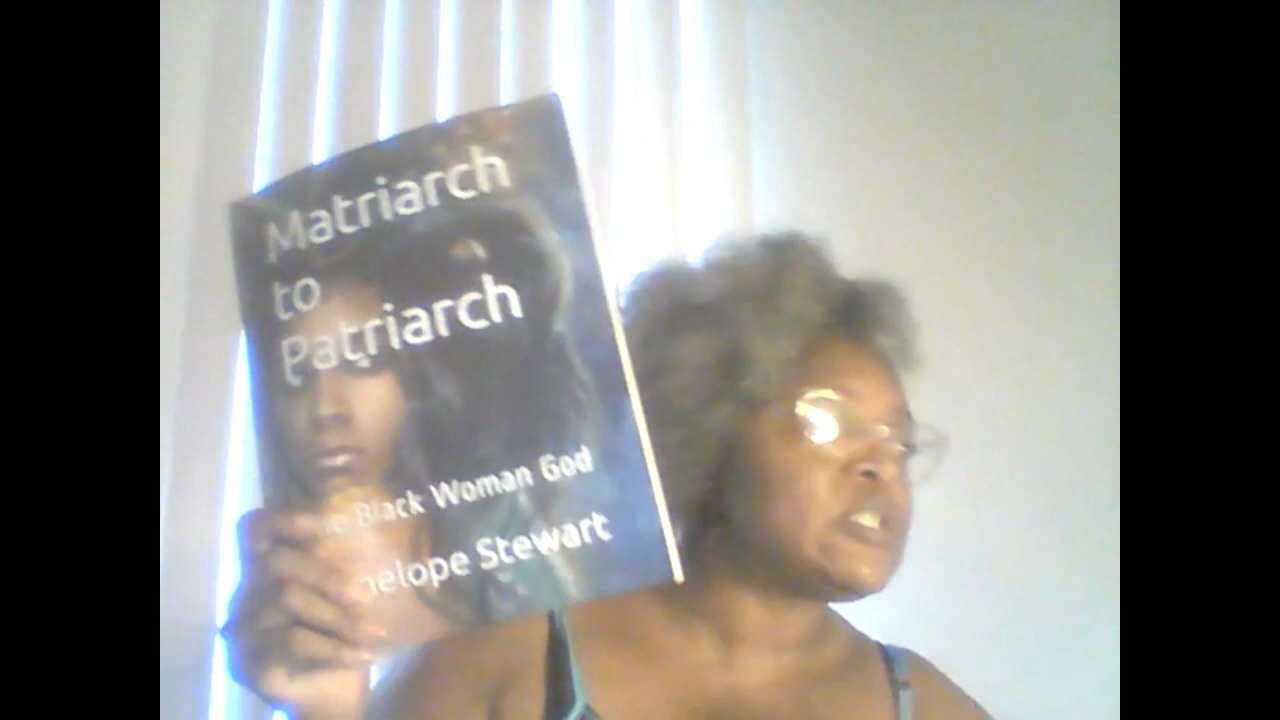 Matriarch
to
Patriarch
Black Woman God
Stewart